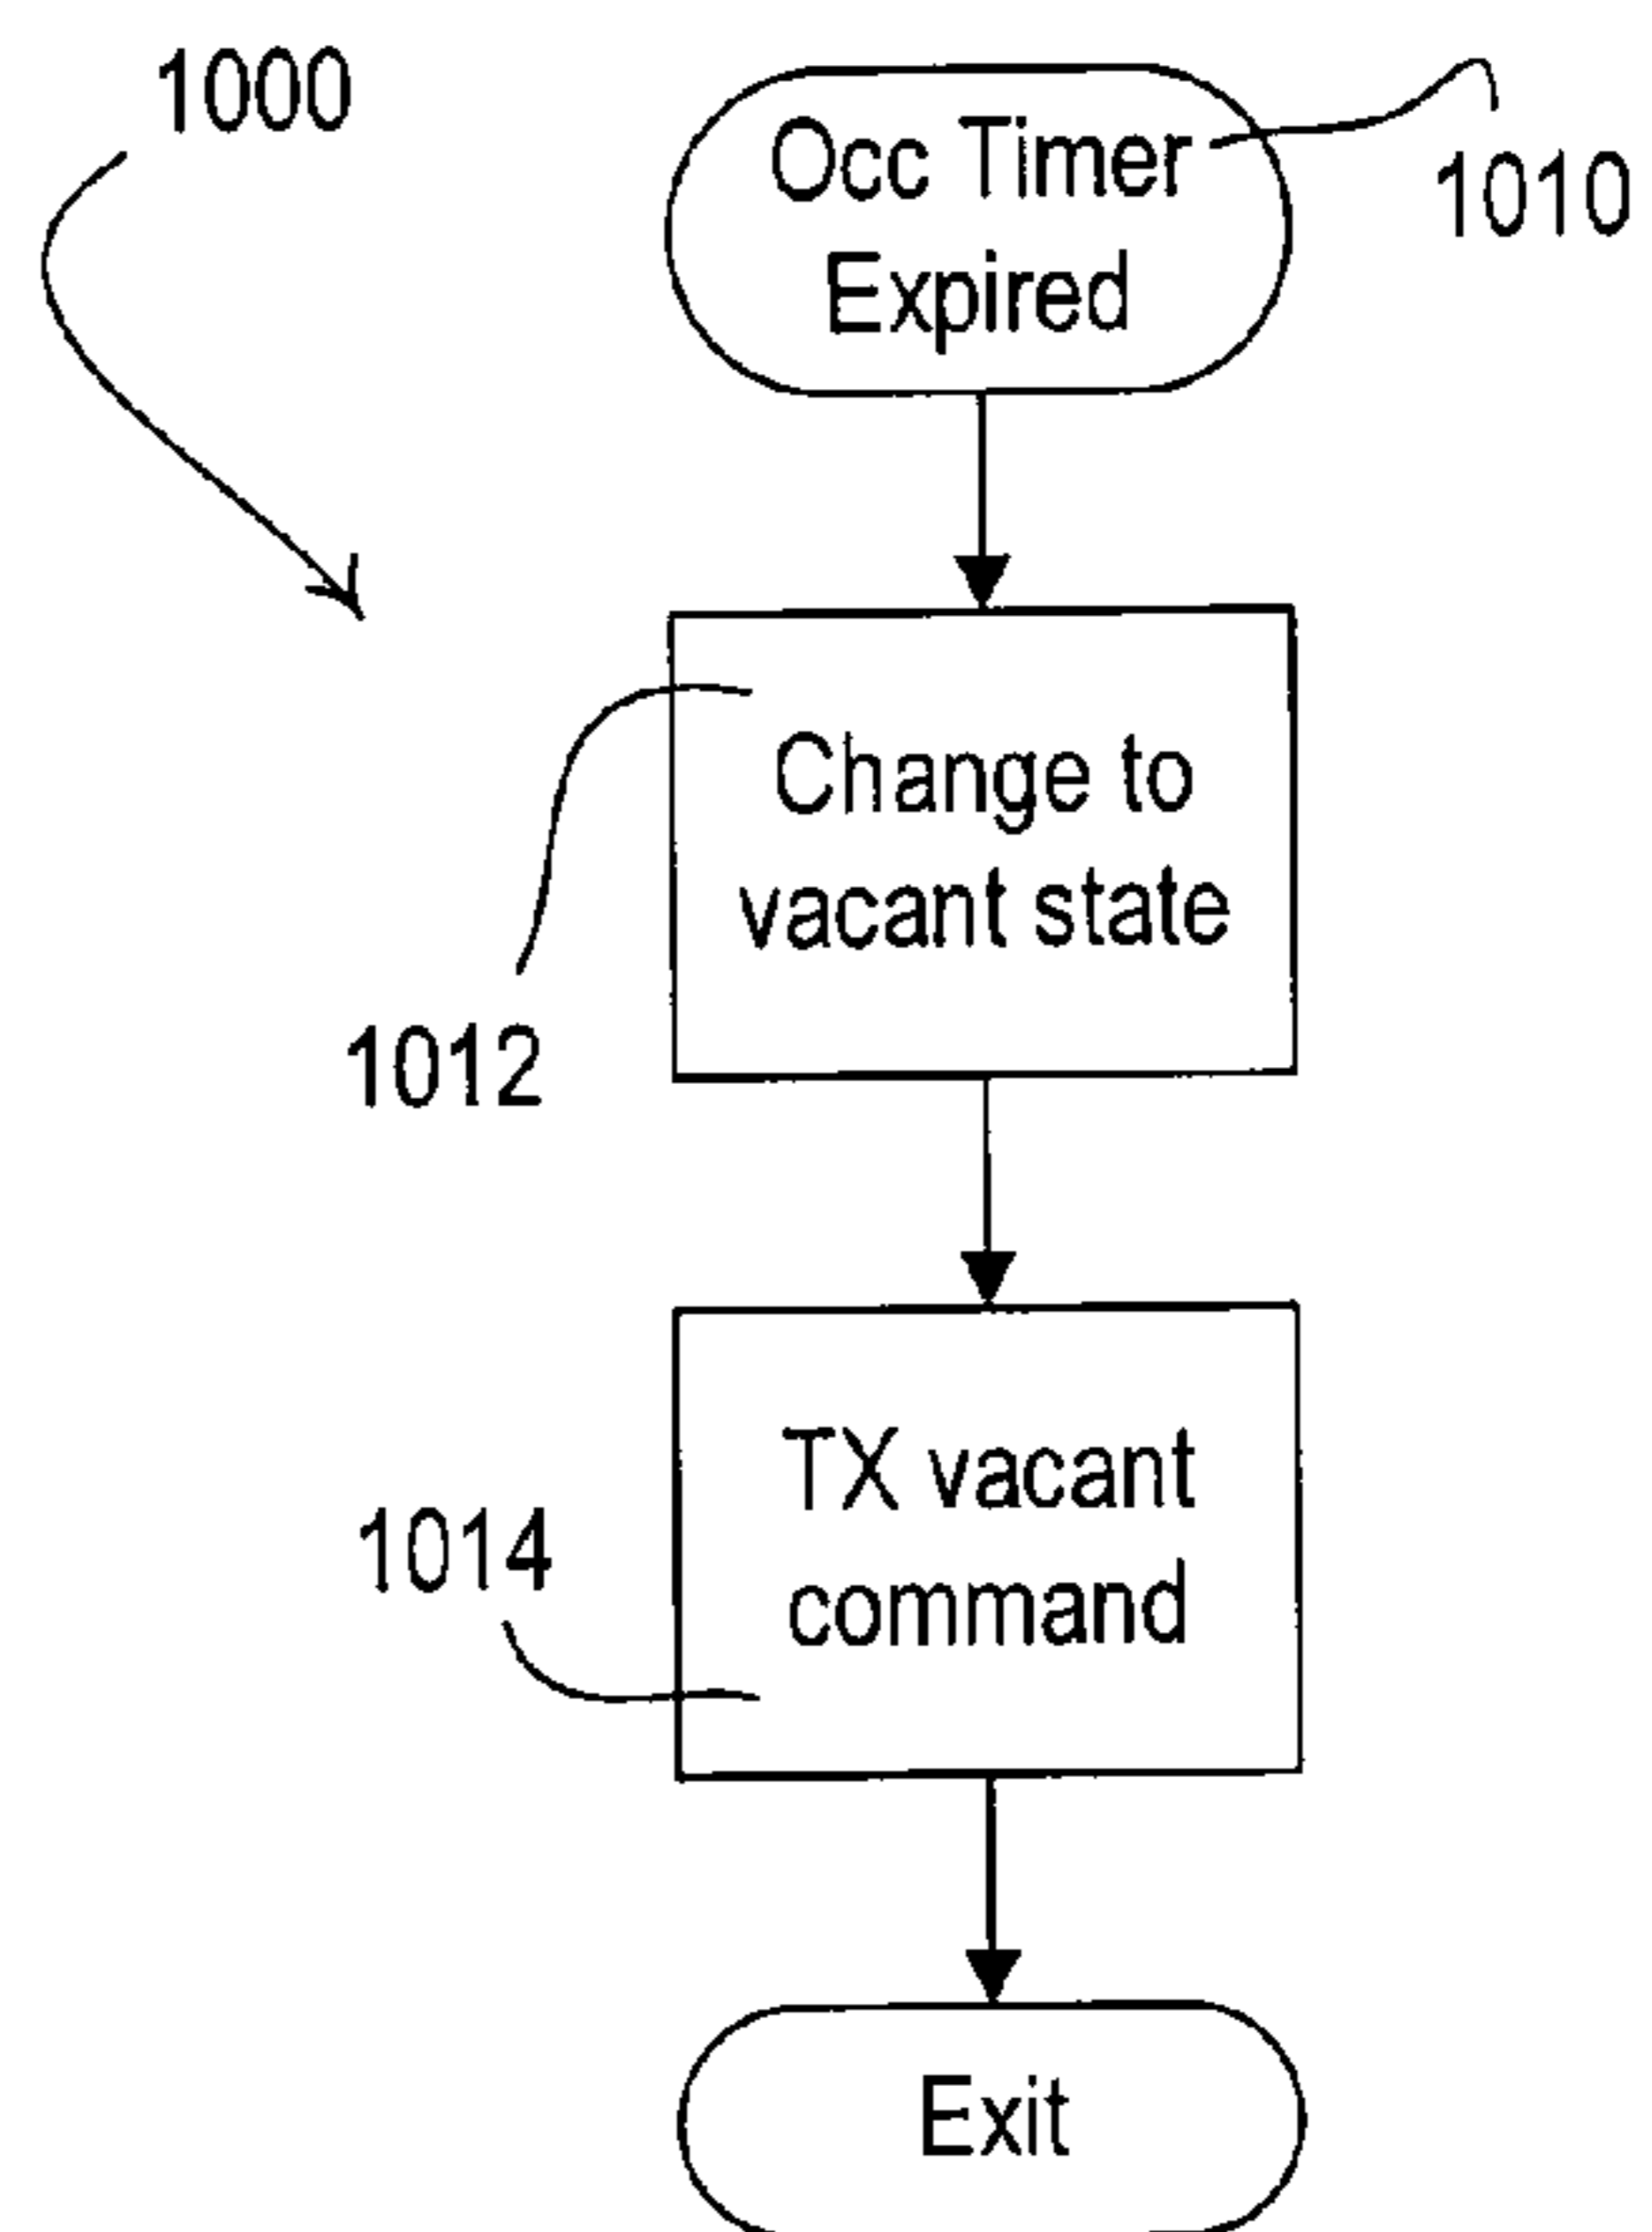 1000
Occ Timer
Expired
1010
Change to
vacant state
1012
TX vacant
command
1014
Exit